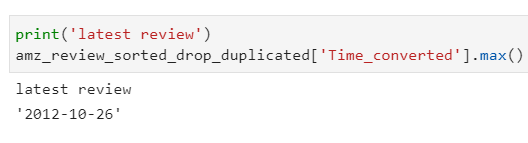 print('latest review')
amz_review_sorted_drop_duplicated['Time_converted'].max()
latest review
'2012-10-26'